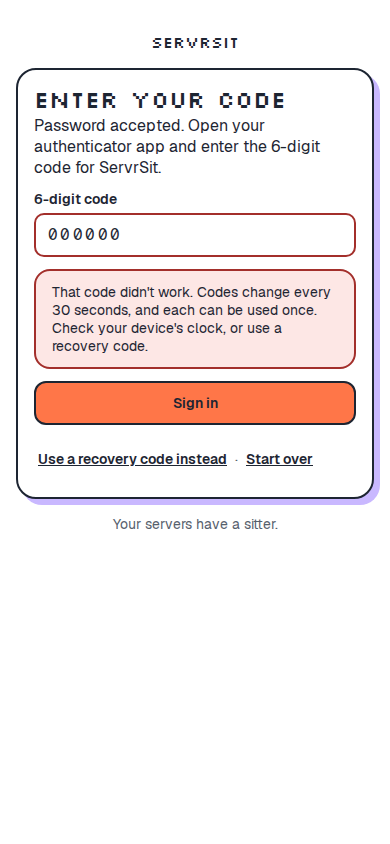 SERVRSIT
ENTER YOUR CODE
Password accepted. Open your
authenticator app and enter the 6-digit
code for ServrSit.
6-digit code
000000
That code didn't work. Codes change every
30 seconds, and each can be used once.
Check your device's clock, or use a
recovery code.
Sign in
Use a recovery code instead · Start over
Your servers have a sitter.